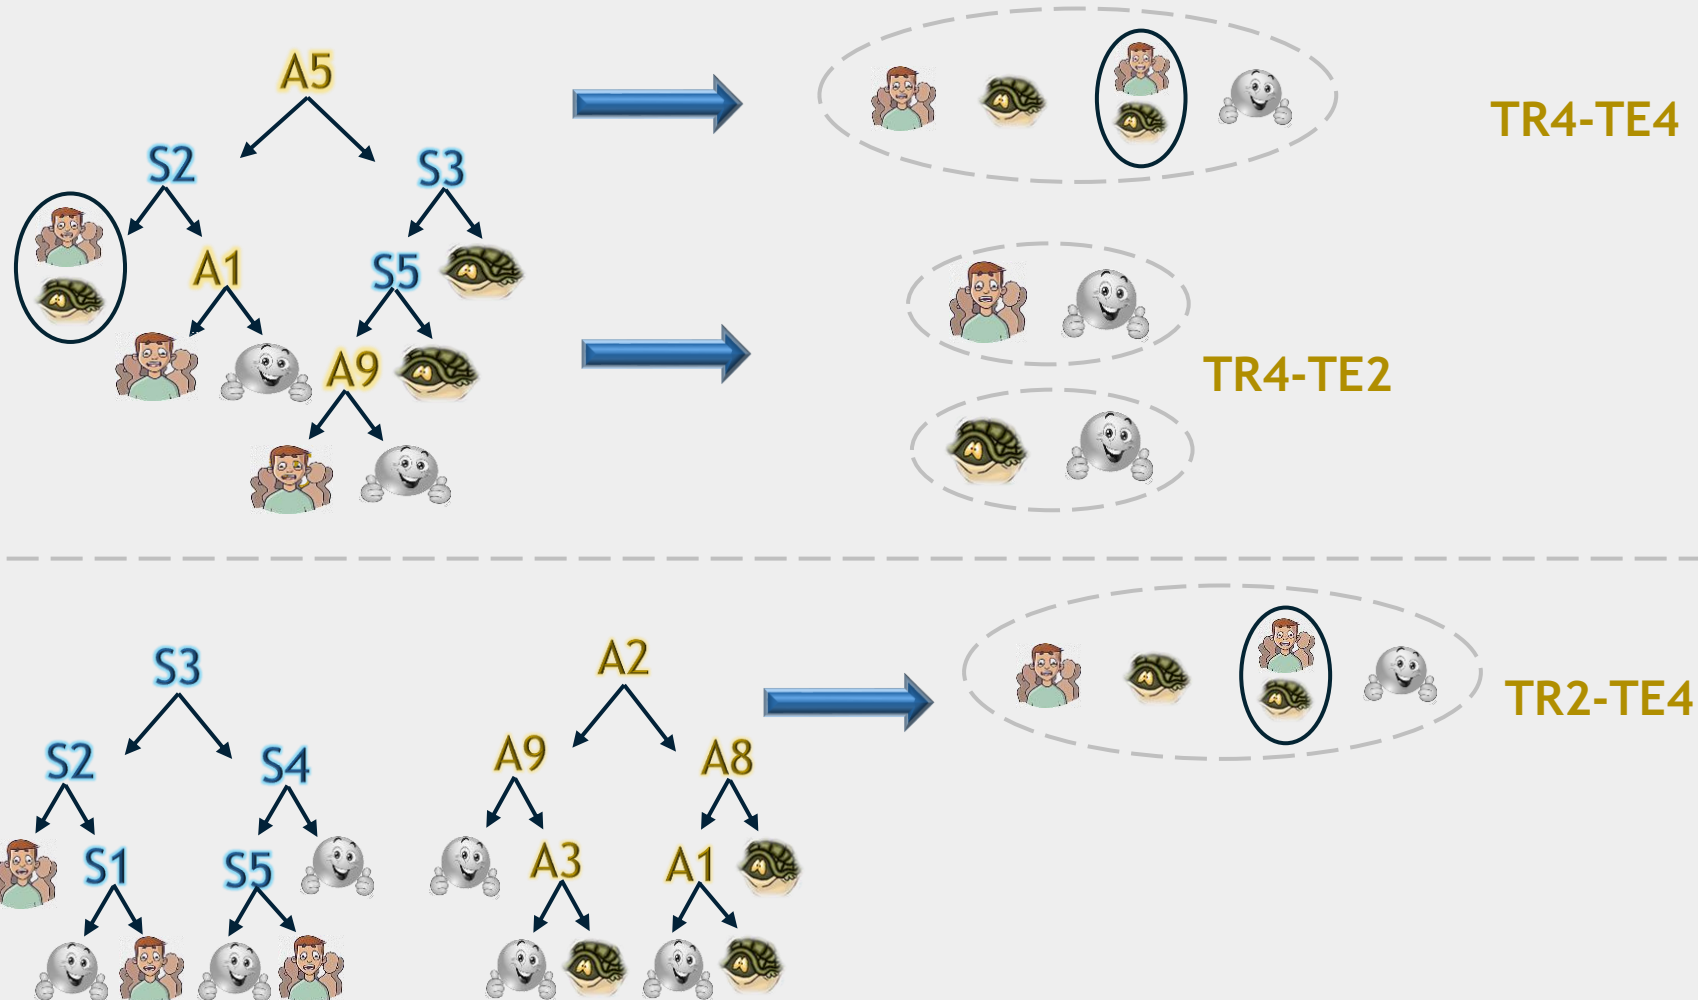 A5
TR4-TE4
S2
S3
A1
S5
A9
TR4-TE2
S3
A2
TR2-TE4
S2
S4
A9
A8
S1
S5
A3
A1